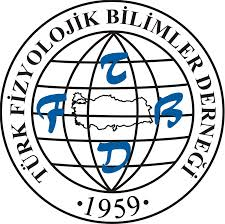 TÜRK FİZYOLOJİK BİLİMLER DERNEĞİ
T
F B
D
·1959·